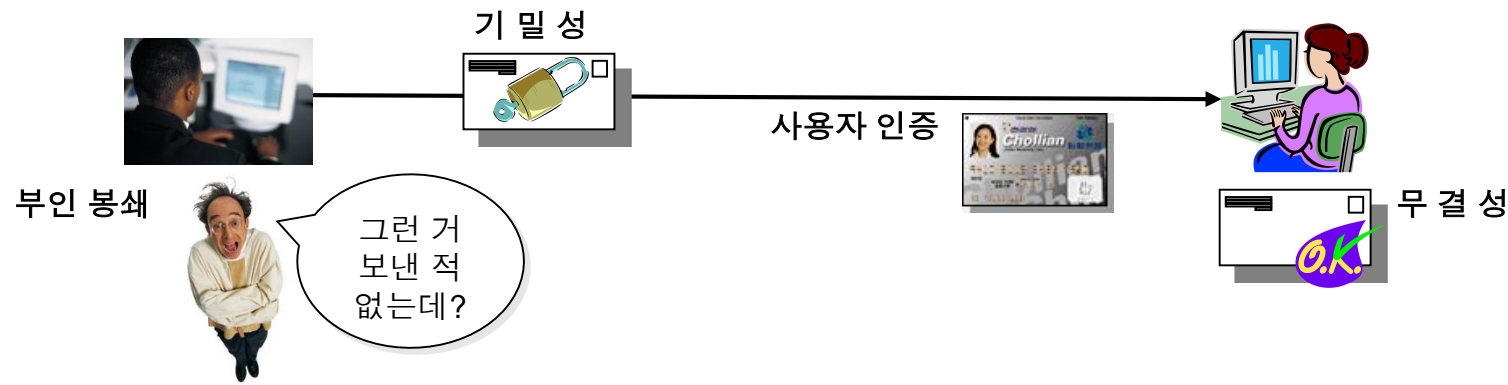 기 밀 성
사용자 인증
Chollian
부인 봉쇄
그런 거
보낸 적
없는데?
무 결 성
O.K.